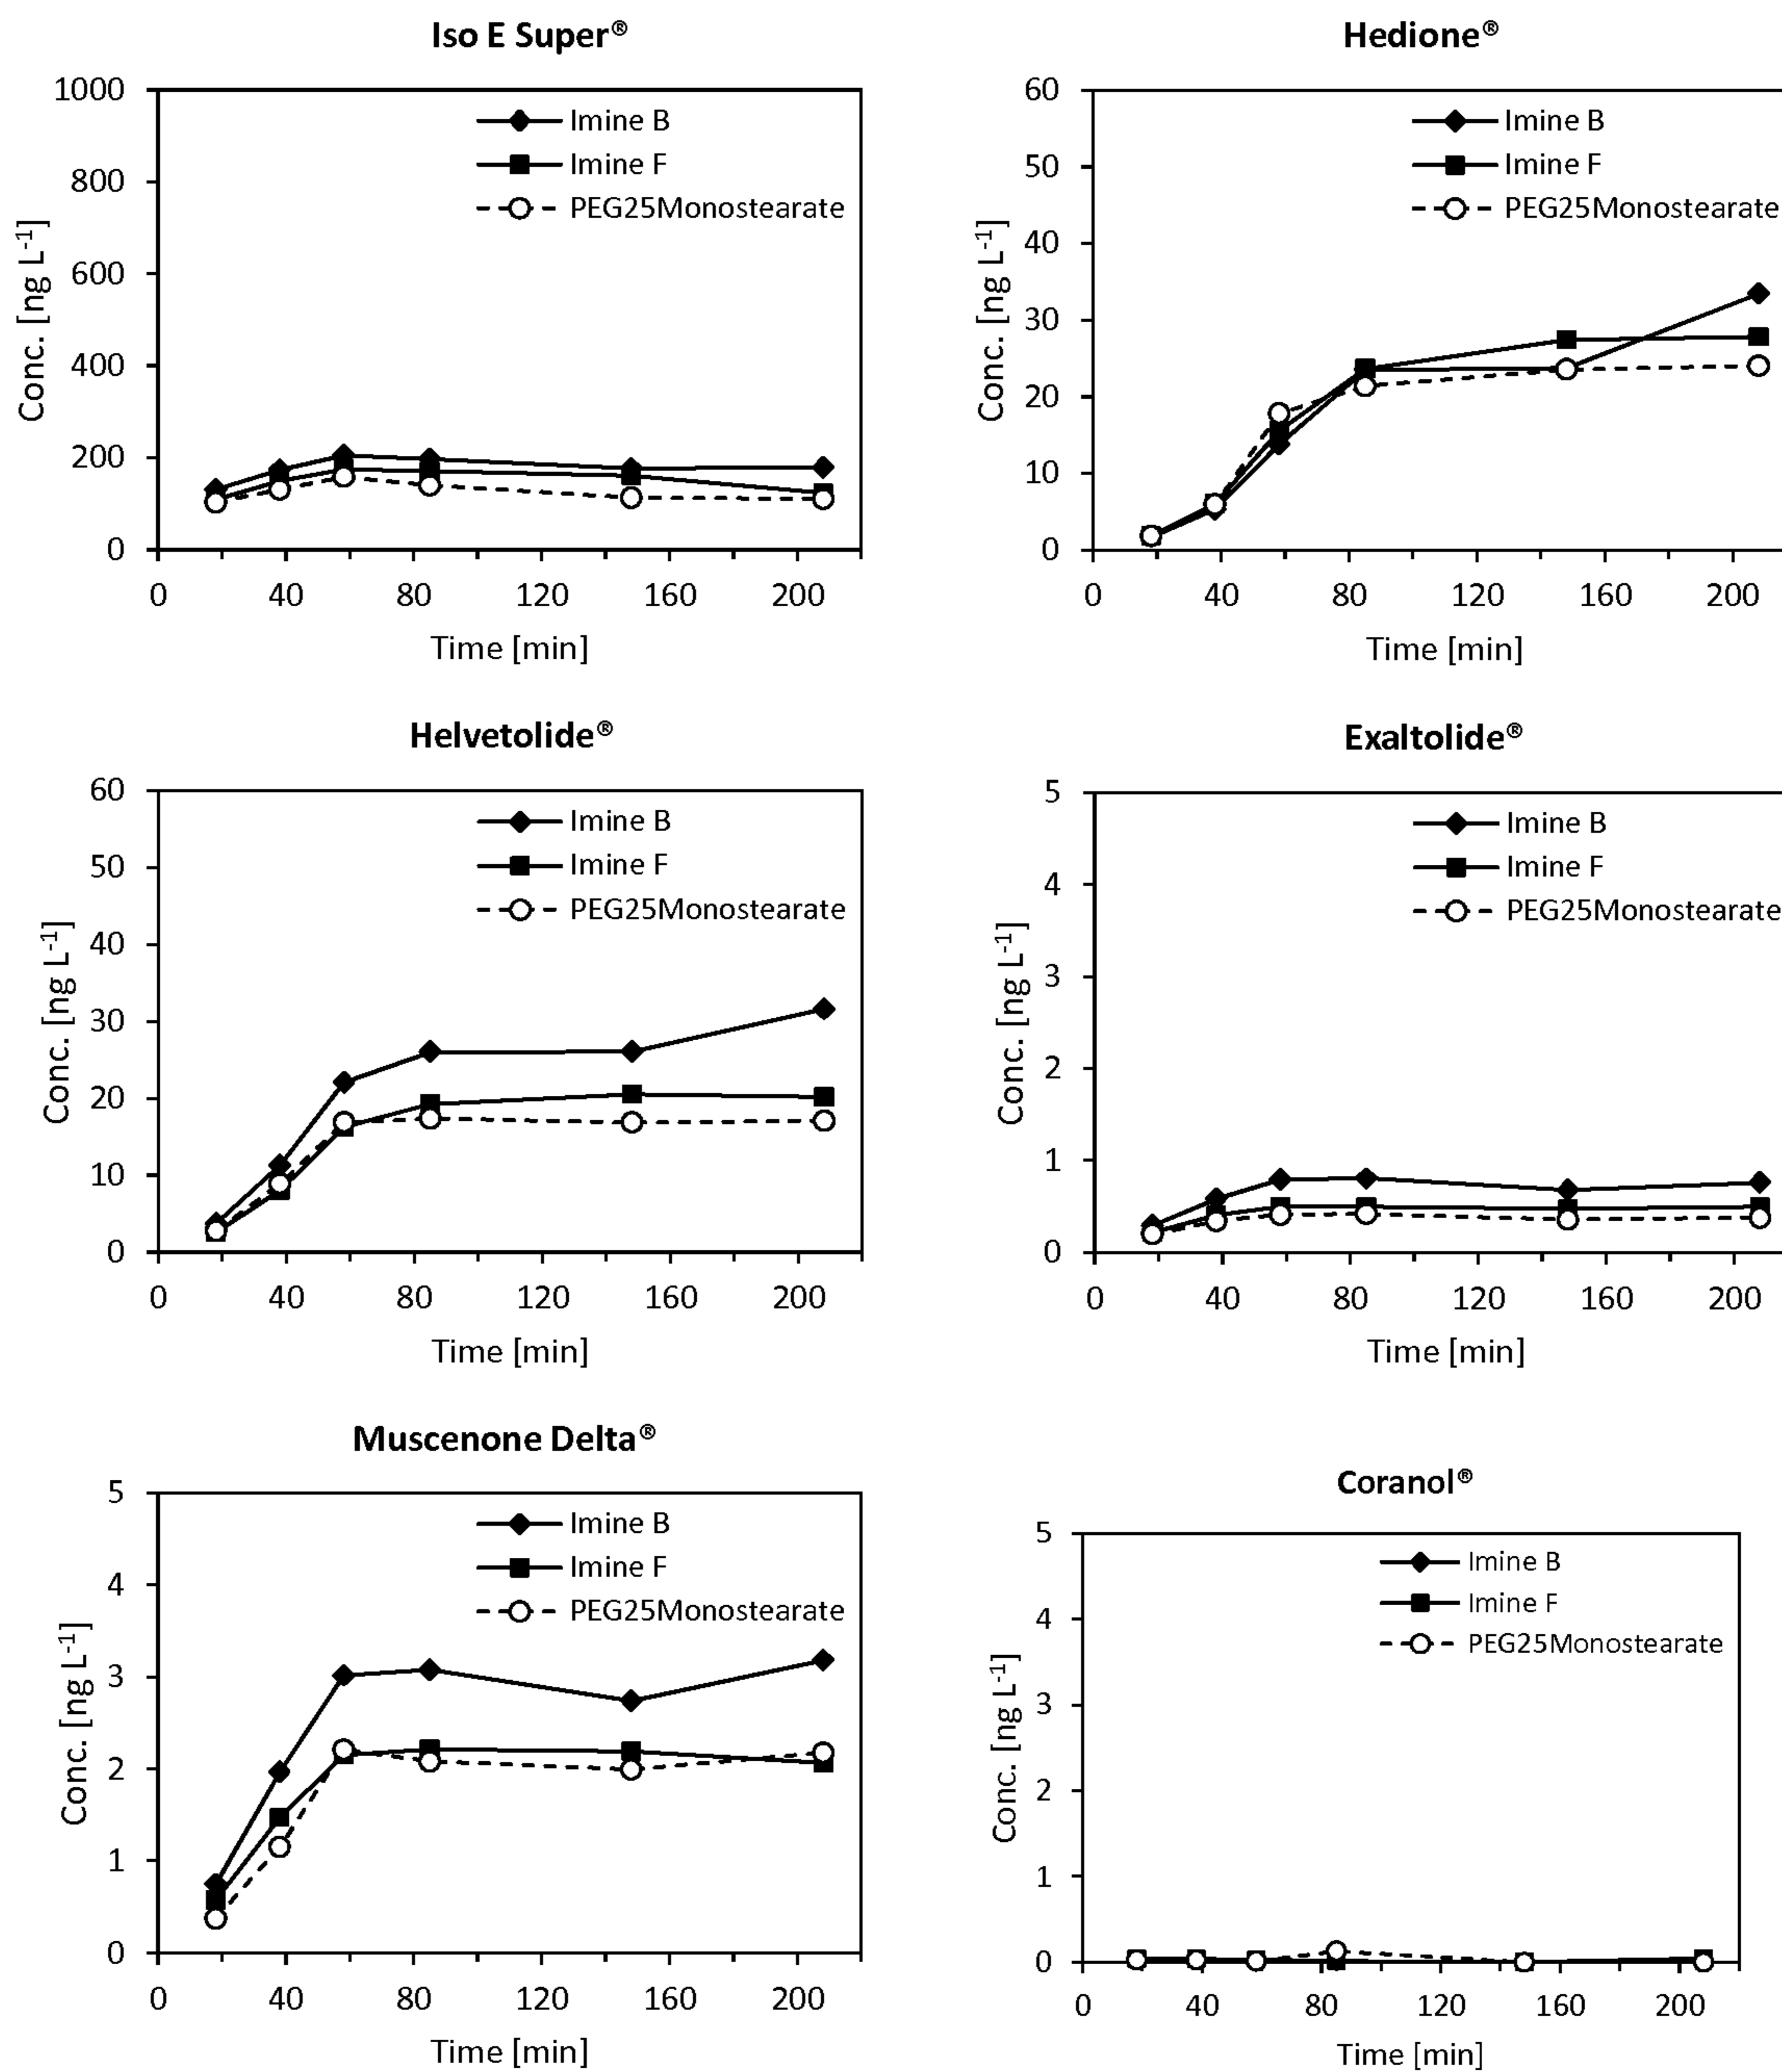 Iso E Super®
1000
800
600
400
200
0
Conc. [ng L-1]
Imine B
Imine F
PEG25Monostearate
0 40 80 120 160 200
Time [min]
Hedione®
60
50
40
30
20
10
0
Conc. [ng L-1]
Imine B
Imine F
PEG25Monostearate
0 40 80 120 160 200
Time [min]
Helvetolide®
60
50
40
30
20
10
0
Conc. [ng L-1]
Imine B
Imine F
PEG25Monostearate
0 40 80 120 160 200
Time [min]
Exaltolide®
5
4
3
2
1
0
Conc. [ng L-1]
Imine B
Imine F
PEG25Monostearate
0 40 80 120 160 200
Time [min]
Muscenone Delta®
5
4
3
2
1
0
Conc. [ng L-1]
Imine B
Imine F
PEG25Monostearate
0 40 80 120 160 200
Time [min]
Coranol®
5
4
3
2
1
0
Conc. [ng L-1]
Imine B
Imine F
PEG25Monostearate
0 40 80 120 160 200
Time [min]